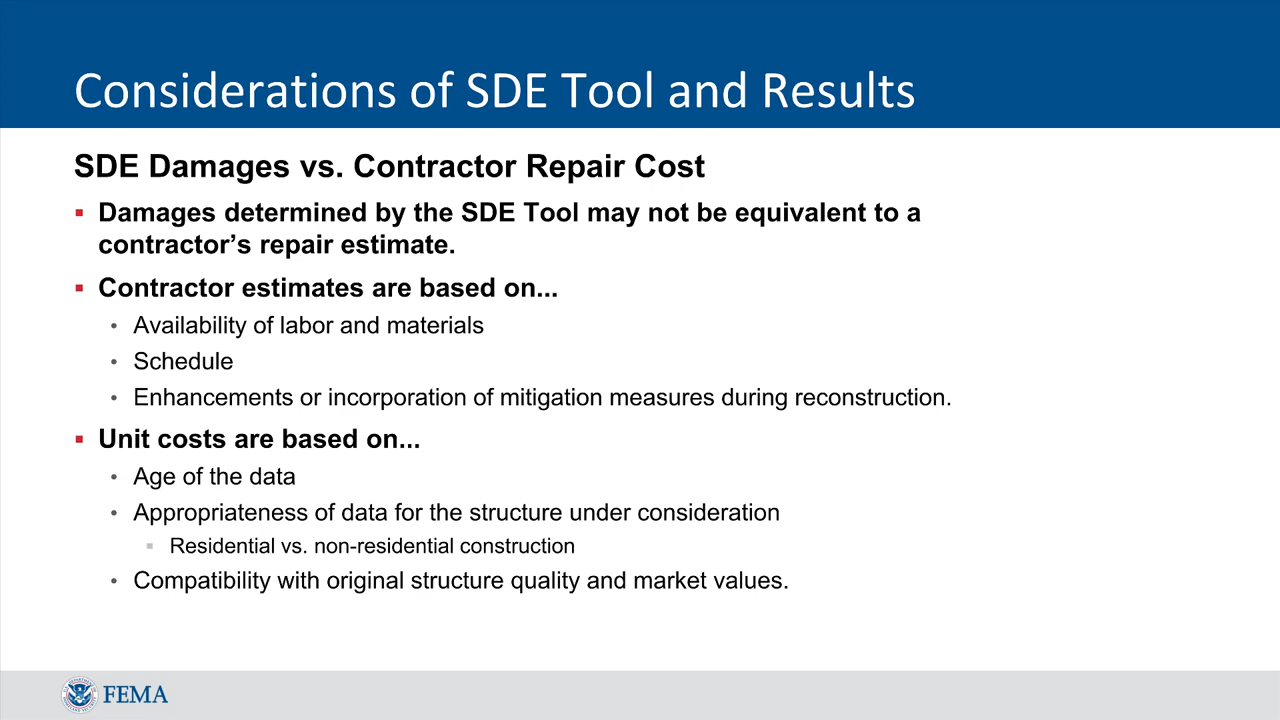 Considerations of SDE Tool and Results
SDE Damages vs. Contractor Repair Cost
▪ Damages determined by the SDE Tool may not be equivalent to a
contractor’s repair estimate.
▪ Contractor estimates are based on...
• Availability of labor and materials
• Schedule
• Enhancements or incorporation of mitigation measures during reconstruction.
▪ Unit costs are based on...
• Age of the data
• Appropriateness of data for the structure under consideration
▪ Residential vs. non-residential construction
• Compatibility with original structure quality and market values.
FEMA